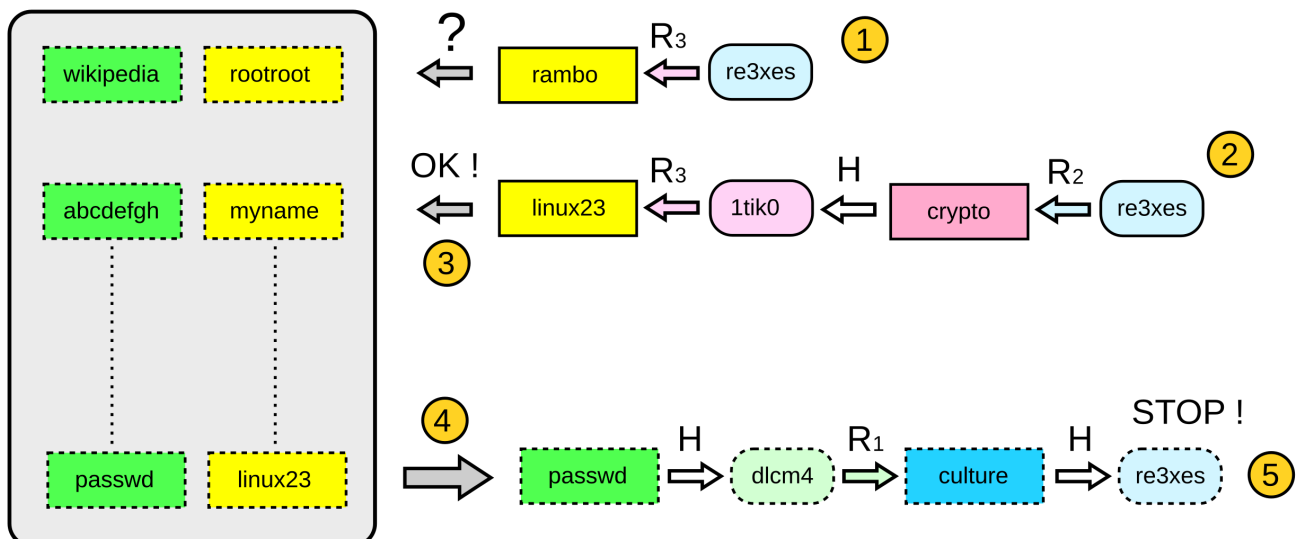 wikipedia rootroot ? rambo R3 re3xes 1
abcdefgh myname OK ! linux23 R3 1tik0 H crypto R2 re3xes 2
3
4 STOP !
passwd linux23 passwd H dlcm4 R1 culture H re3xes 5